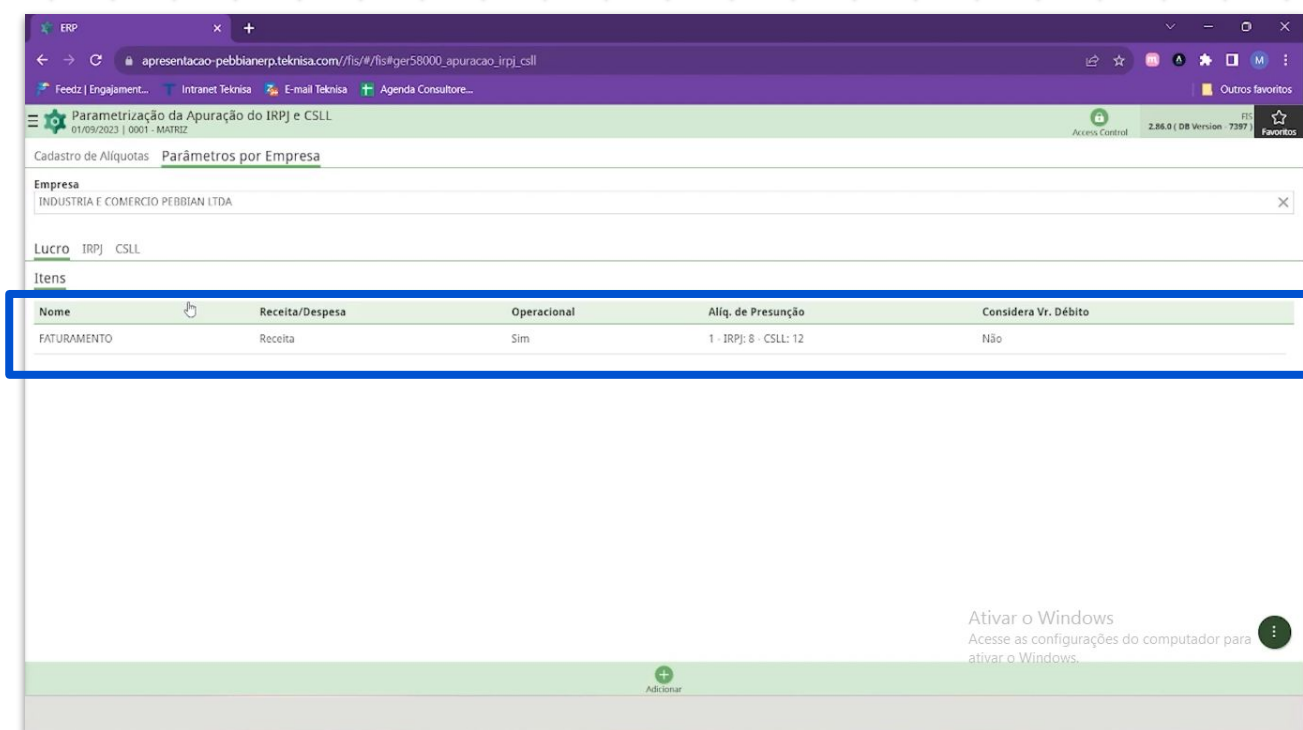 ERP
apresentacao-pebbianerp.teknisa.com//fis/#/fis#ger58000_apuracao_irpj_csll
Feedz | Engajament... Intranet Teknisa E-mail Teknisa Agenda Consultore... Outros favoritos
Parametrização da Apuração do IRPJ e CSLL
01/09/2023 | 0001 - MATRIZ
Access Control
FIS
2.86.0 ( DB Version - 7397 )
Favoritos
Cadastro de Alíquotas Parâmetros por Empresa
Empresa
INDUSTRIA E COMERCIO PEBBIAN LTDA
Lucro IRPJ CSLL
Itens
Nome Receita/Despesa Operacional Alíq. de Presunção Considera Vr. Débito
FATURAMENTO Receita Sim 1 - IRPJ: 8 - CSLL: 12 Não
Ativar o Windows
Acesse as configurações do computador para
ativar o Windows.
Adicionar